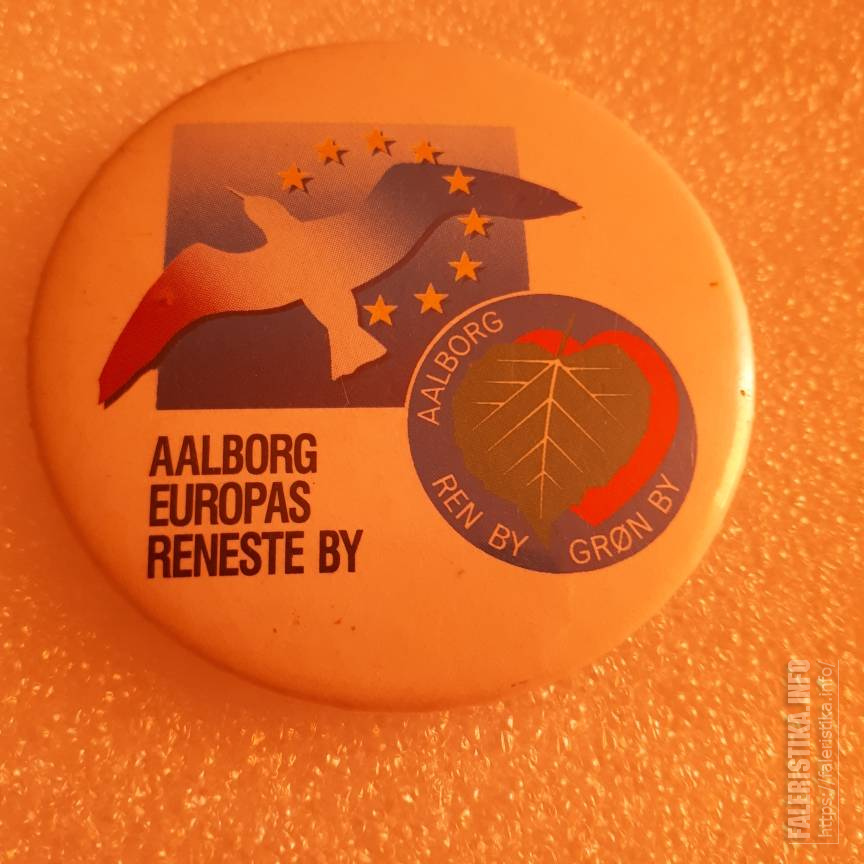 AALBORG
EUROPAS
RENESTE BY
AALBORG
REN BY
GRØN BY
FALERISTIKA.INFO
https://faleristika.info/